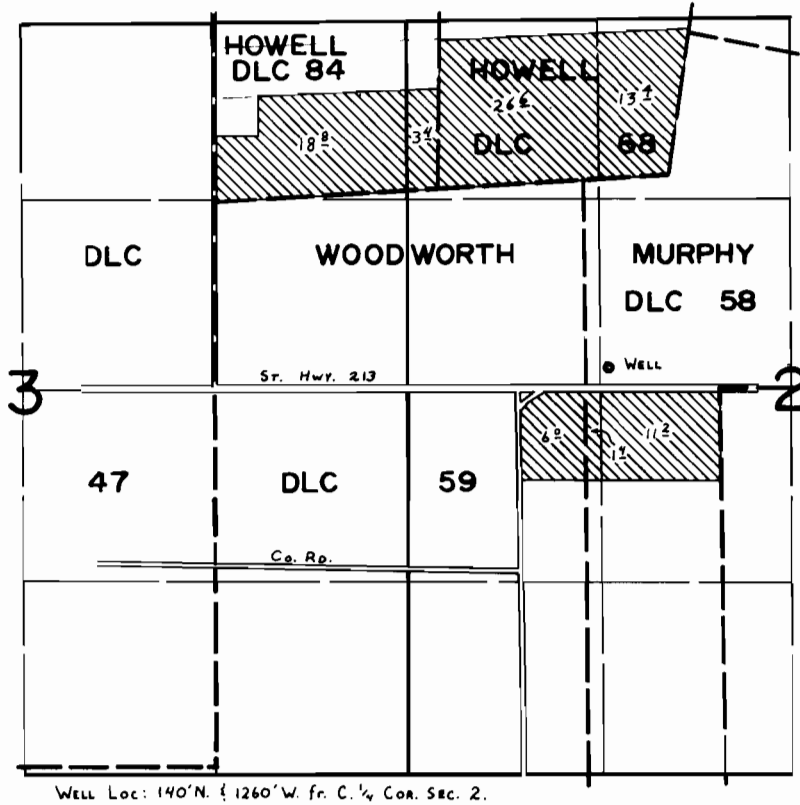 HOWELL
DLC 84
HOWELL
DLC 68
18 8
3 4
26 6
13 4
DLC
WOODWORTH
MURPHY
DLC 58
WELL
ST. HWY. 213
3
2
6 0
1 4
11 2
47
DLC
59
CO. RD.
WELL LOC: 140'N. & 1260'W. fr. C. 1/4 COR. SEC. 2.